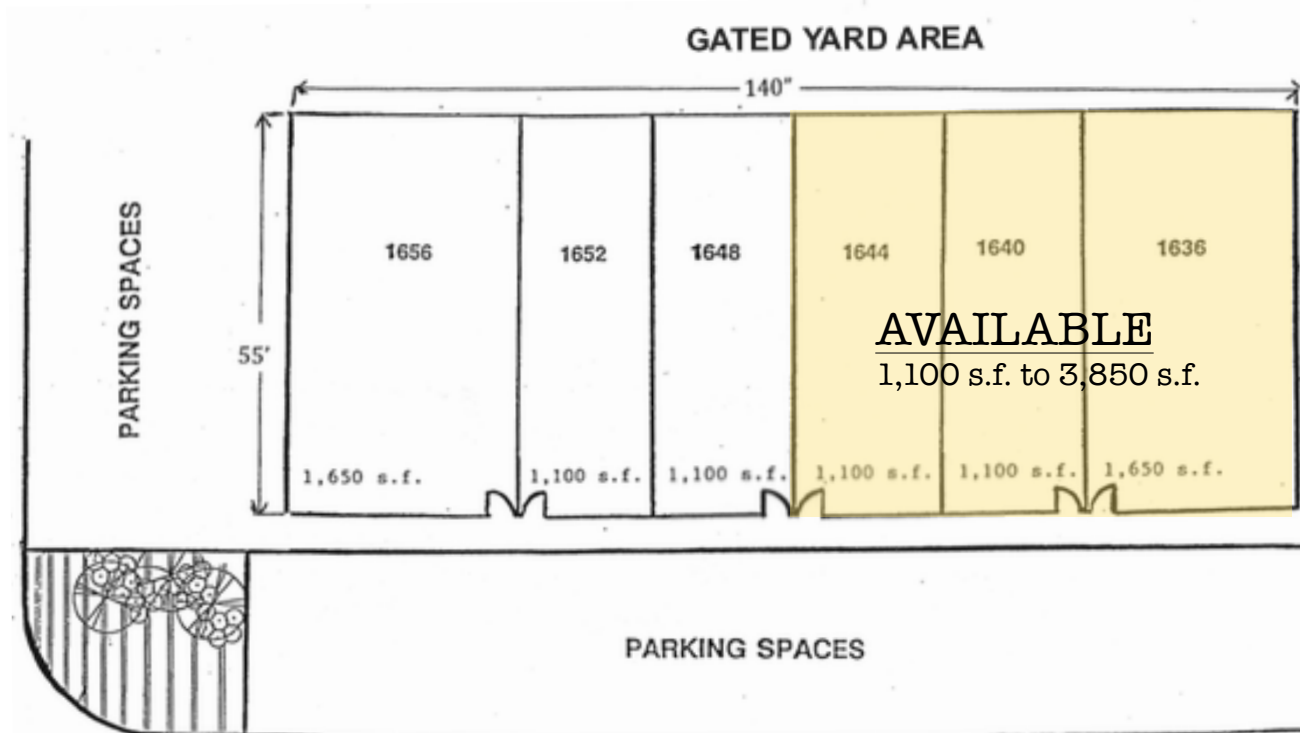 GATED YARD AREA
140"
PARKING SPACES
55'
1656
1652
1648
1644
1640
1636
AVAILABLE
1,100 s.f. to 3,850 s.f.
1,650 s.f.
1,100 s.f.
1,100 s.f.
1,100 s.f.
1,100 s.f.
1,650 s.f.
PARKING SPACES